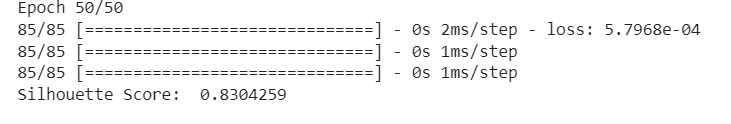 Epoch 50/50
85/85 [==============================] - 0s 2ms/step - loss: 5.7968e-04
85/85 [==============================] - 0s 1ms/step
85/85 [==============================] - 0s 1ms/step
Silhouette Score:  0.8304259